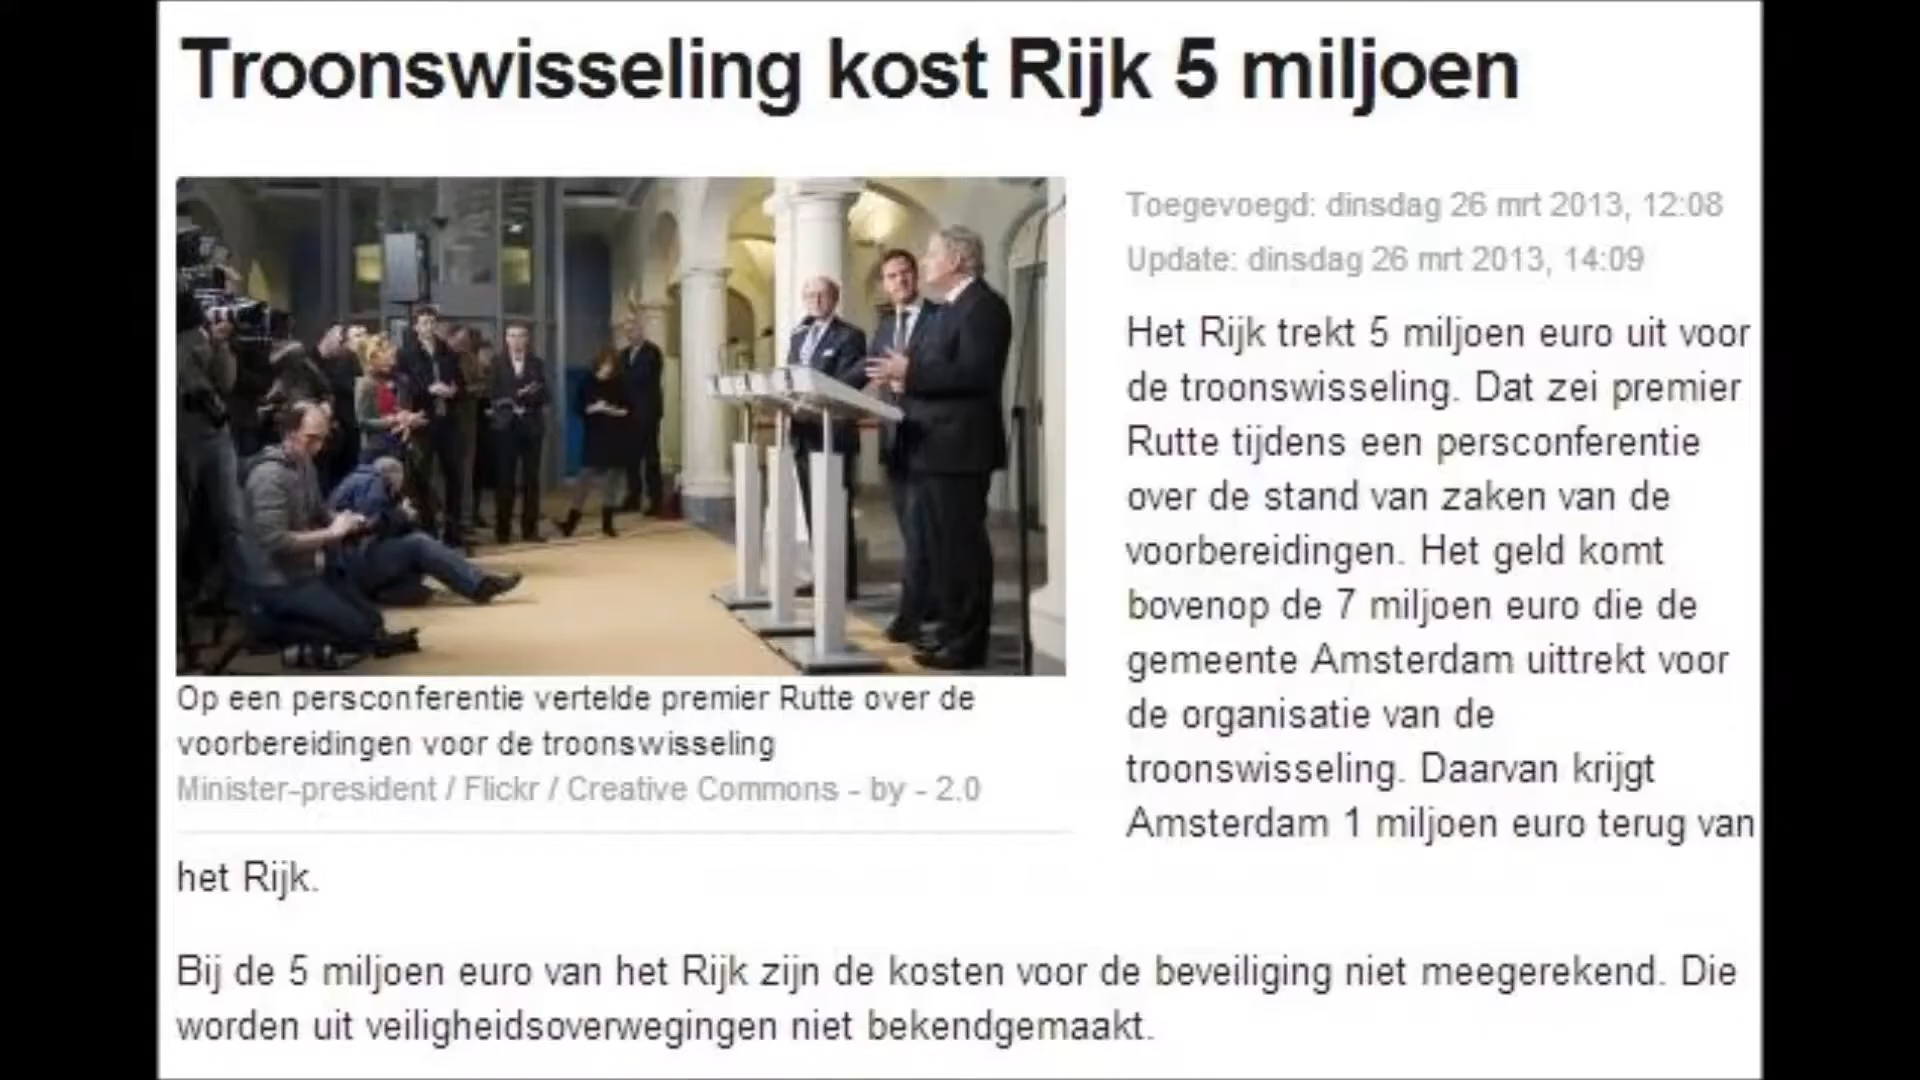 Troonswisseling kost Rijk 5 miljoen
Toegevoegd: dinsdag 26 mrt 2013, 12:08
Update: dinsdag 26 mrt 2013, 14:09
Het Rijk trekt 5 miljoen euro uit voor
de troonswisseling. Dat zei premier
Rutte tijdens een persconferentie
over de stand van zaken van de
voorbereidingen. Het geld komt
bovenop de 7 miljoen euro die de
gemeente Amsterdam uittrekt voor
de organisatie van de
troonswisseling. Daarvan krijgt
Amsterdam 1 miljoen euro terug van
het Rijk.
Op een persconferentie vertelde premier Rutte over de
voorbereidingen voor de troonswisseling
Minister-president / Flickr / Creative Commons - by - 2.0
Bij de 5 miljoen euro van het Rijk zijn de kosten voor de beveiliging niet meegerekend. Die
worden uit veiligheidsoverwegingen niet bekendgemaakt.